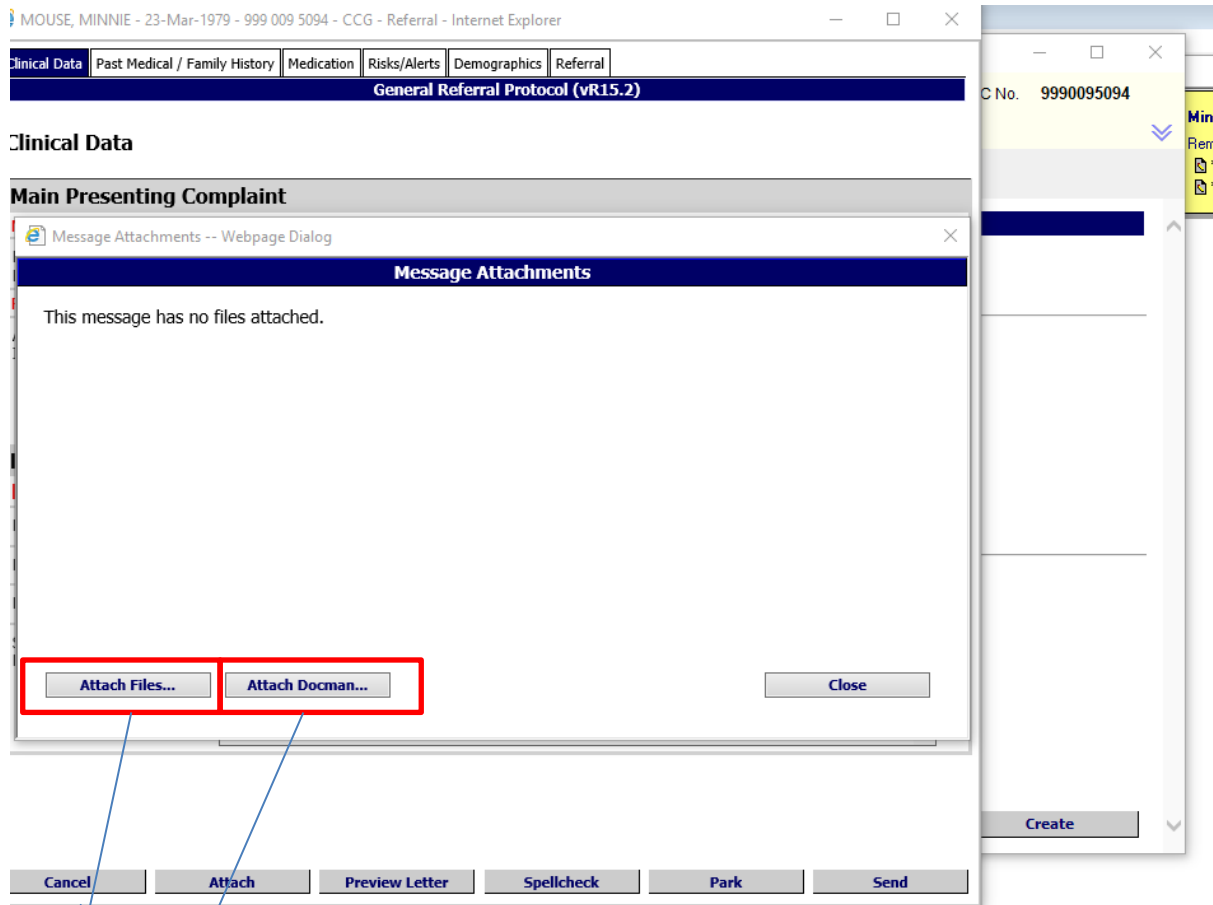 MOUSE, MINNIE - 23-Mar-1979 - 999 009 5094 - CCG - Referral - Internet Explorer
Clinical Data Past Medical / Family History Medication Risks/Alerts Demographics Referral
General Referral Protocol (vR15.2)
C No. 9990095094
Min
Rem
Clinical Data
Main Presenting Complaint
Message Attachments -- Webpage Dialog
Message Attachments
This message has no files attached.
Attach Files... Attach Docman... Close
Create
Cancel Attach Preview Letter Spellcheck Park Send